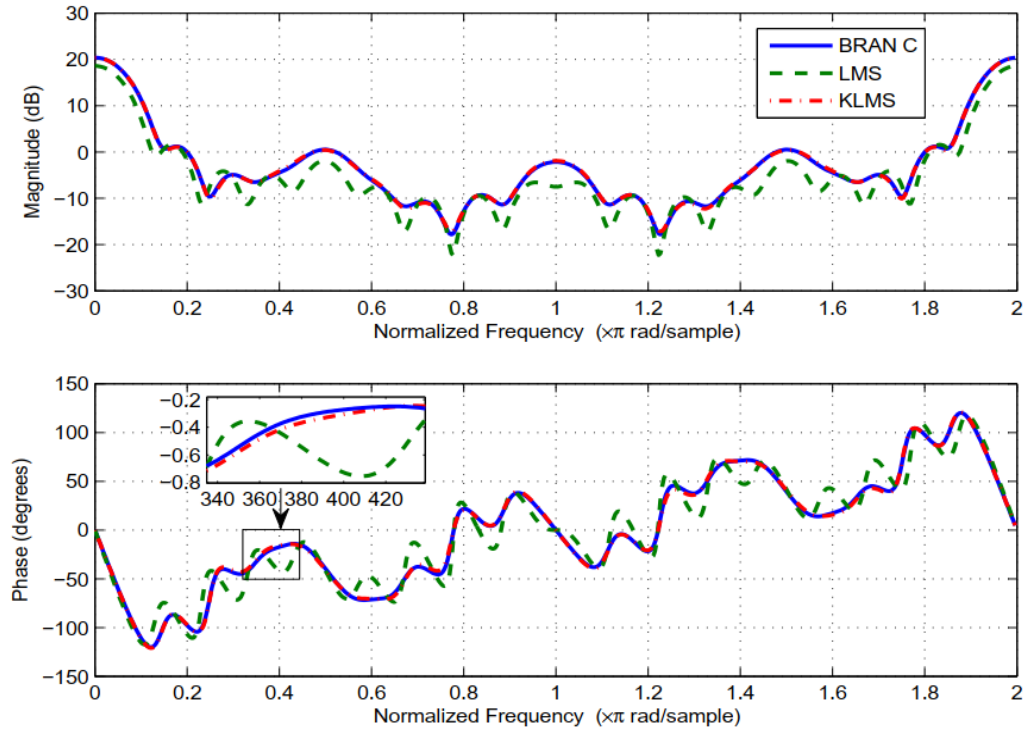 30
20
10
0
−10
−20
−30
Magnitude (dB)
BRAN C
LMS
KLMS
0 0.2 0.4 0.6 0.8 1 1.2 1.4 1.6 1.8 2
Normalized Frequency (×π rad/sample)
150
100
50
0
−50
−100
−150
Phase (degrees)
−0.2
−0.4
−0.6
−0.8
340 360 380 400 420
0 0.2 0.4 0.6 0.8 1 1.2 1.4 1.6 1.8 2
Normalized Frequency (×π rad/sample)